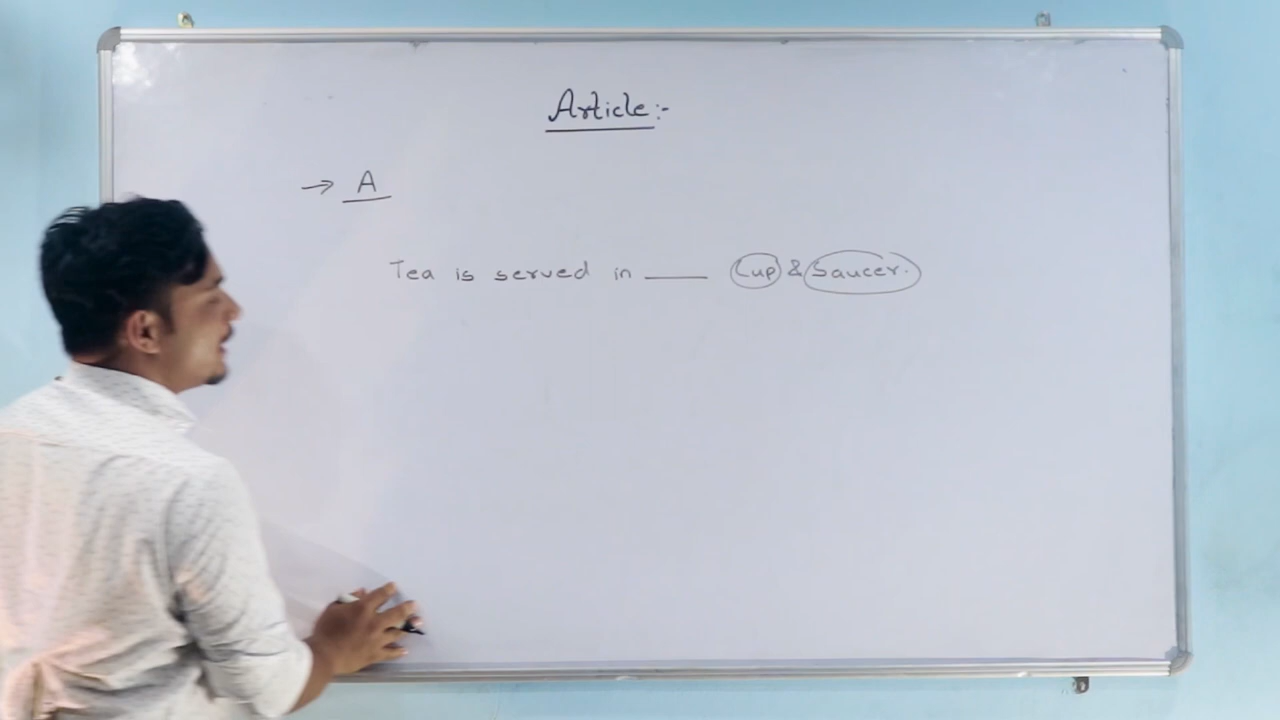 Article:-
→ A
Tea is served in ____ Cup & Saucer.